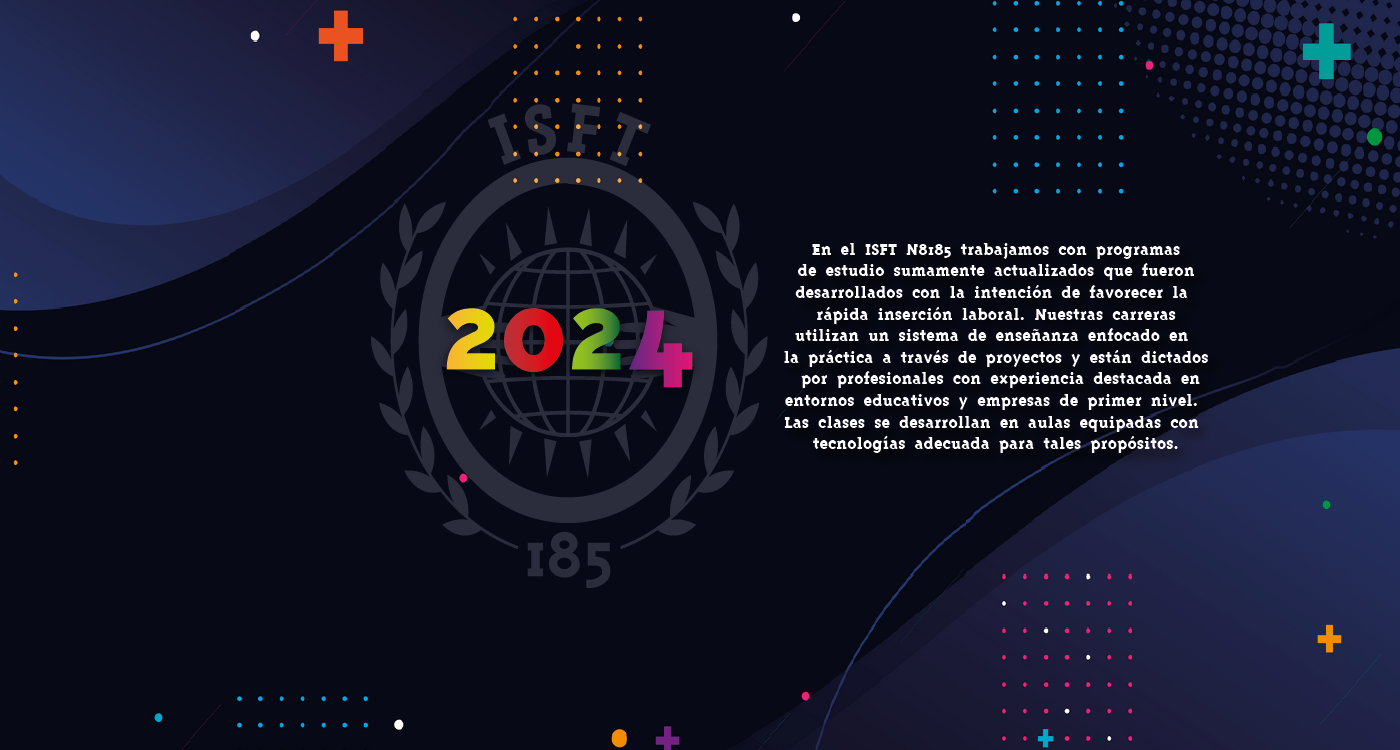 ISFT
2024
185
En el ISFT N8185 trabajamos con programas
de estudio sumamente actualizados que fueron
desarrollados con la intención de favorecer la
rápida inserción laboral. Nuestras carreras
utilizan un sistema de enseñanza enfocado en
la práctica a través de proyectos y están dictados
por profesionales con experiencia destacada en
entornos educativos y empresas de primer nivel.
Las clases se desarrollan en aulas equipadas con
tecnologías adecuada para tales propósitos.